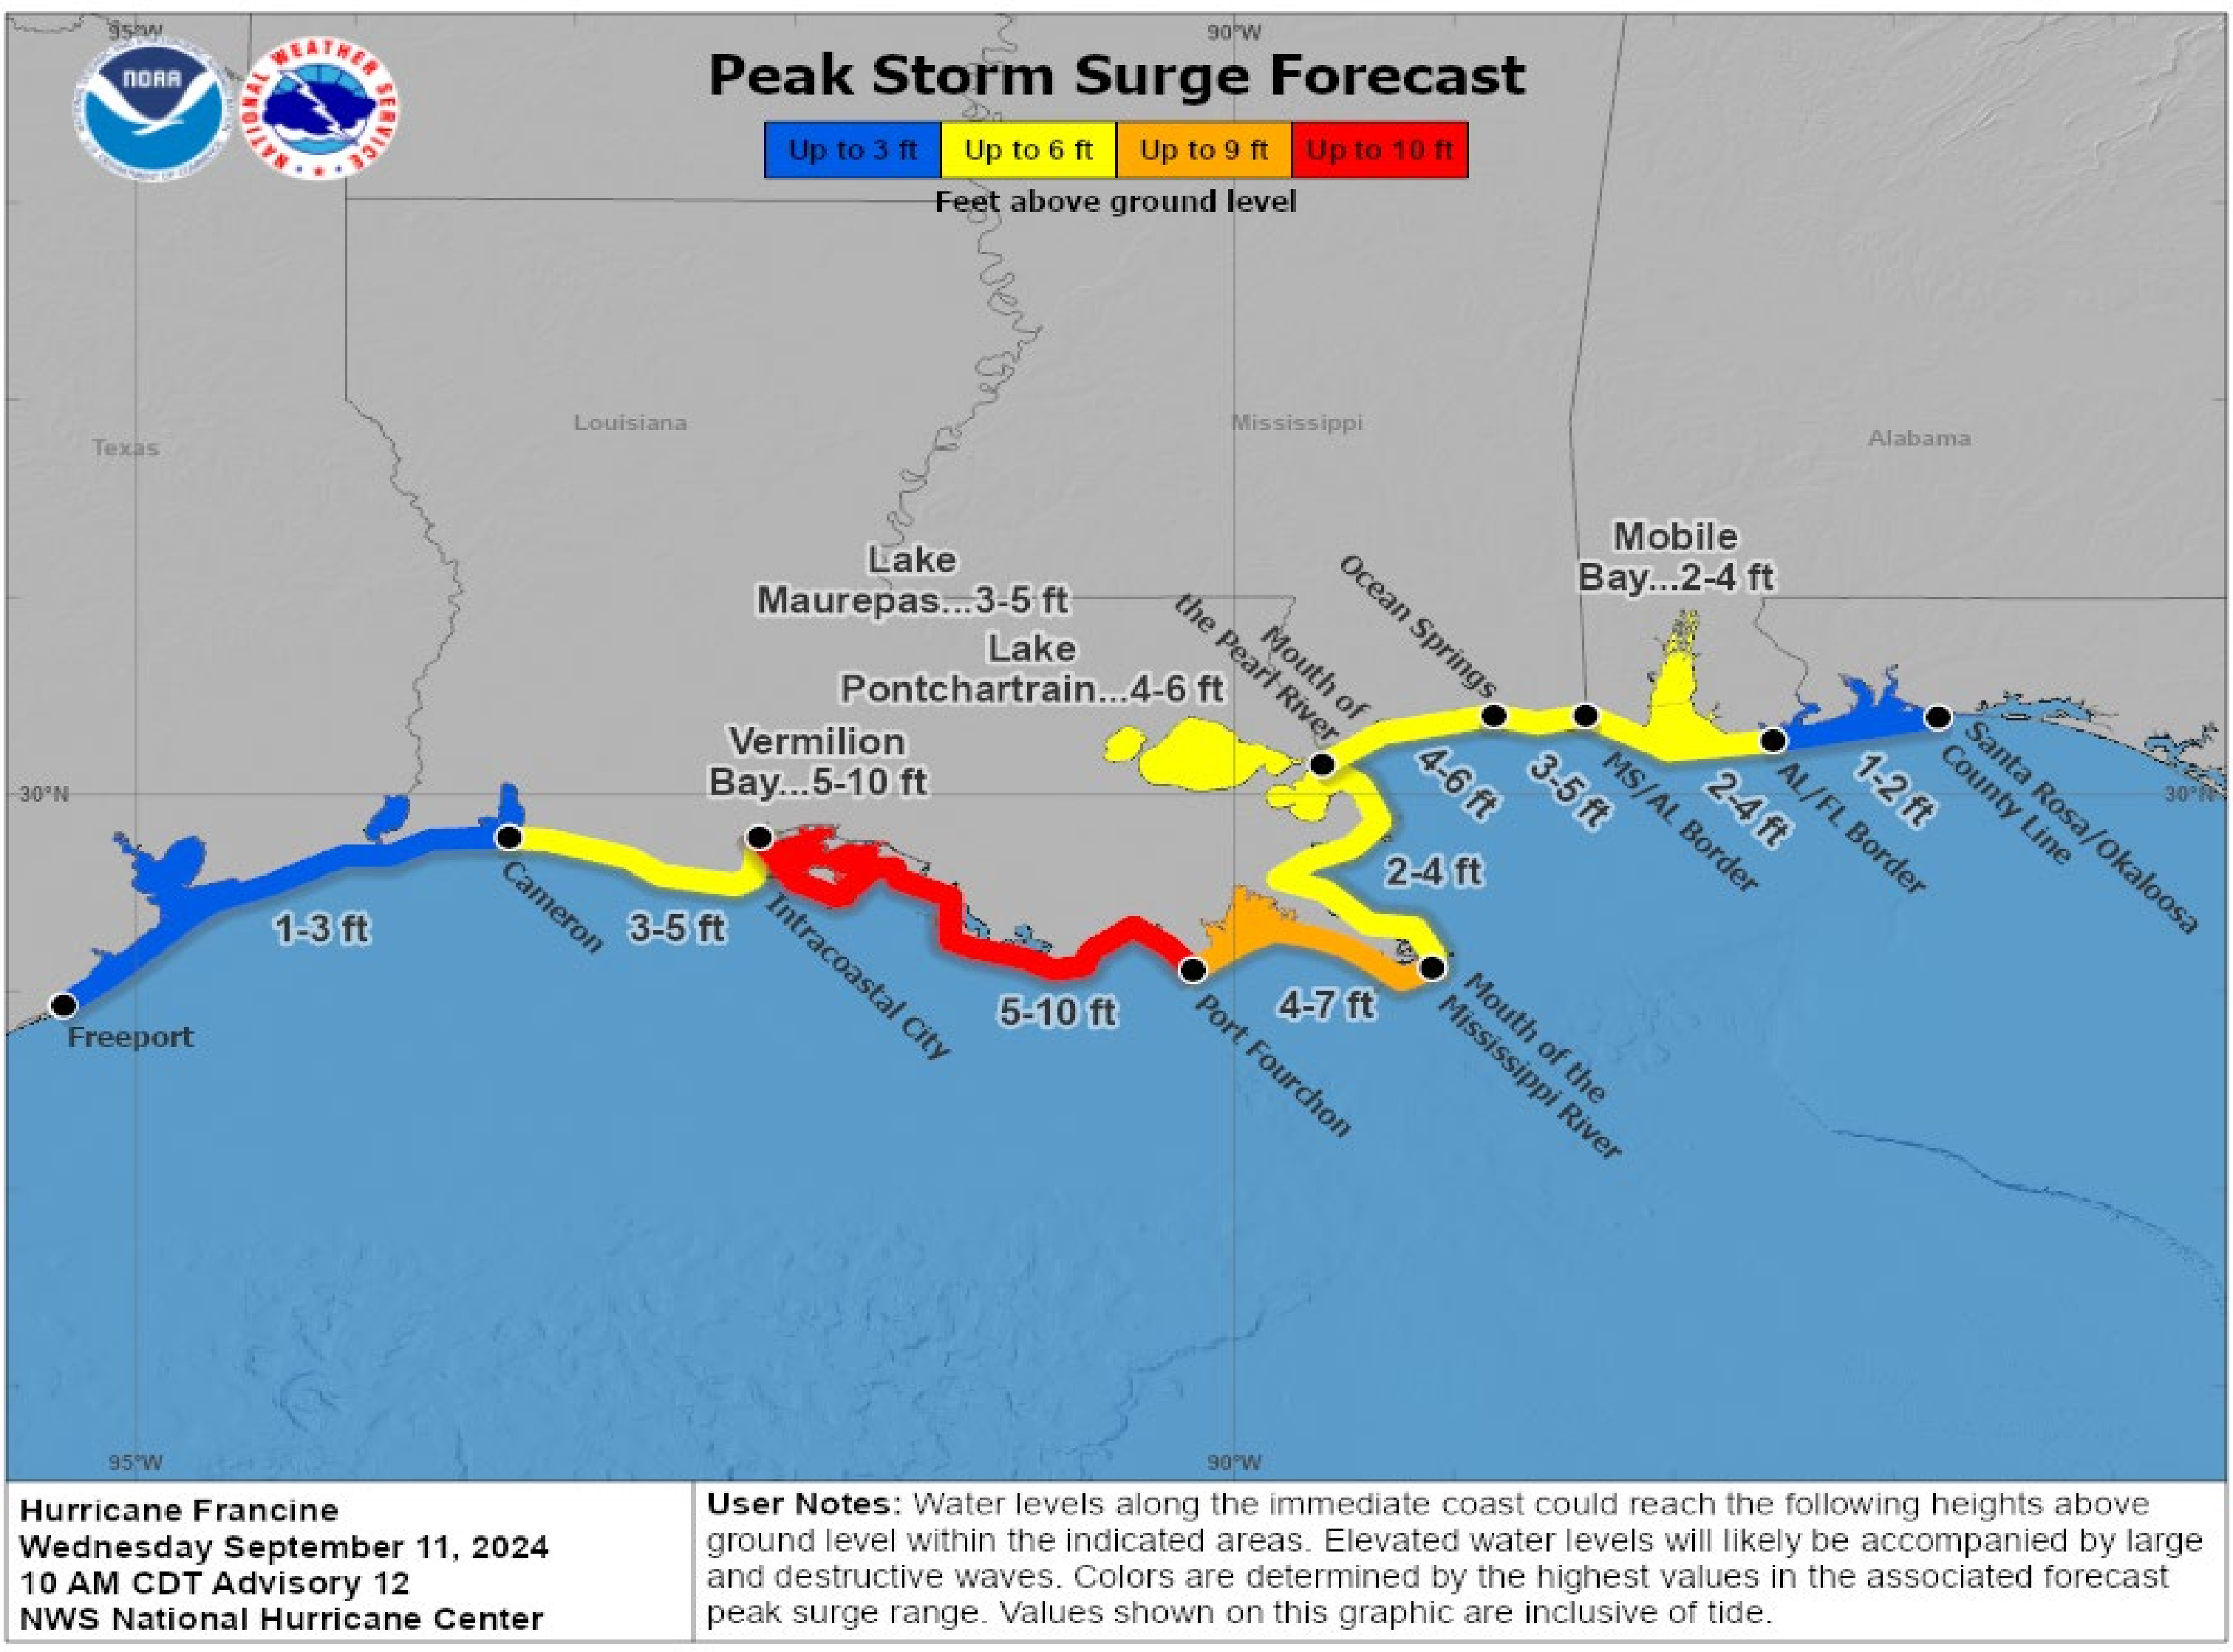 95°W
90°W
NOAA
NATIONAL WEATHER SERVICE
Peak Storm Surge Forecast
Up to 3 ft
Up to 6 ft
Up to 9 ft
Up to 10 ft
Feet above ground level
Texas
Louisiana
Mississippi
Alabama
Lake
Maurepas...3-5 ft
Lake
Pontchartrain...4-6 ft
Vermilion
Bay...5-10 ft
Mouth of
the Pearl River
Ocean Springs
Mobile
Bay...2-4 ft
30°N
30°N
4-6 ft
3-5 ft
MS/AL Border
2-4 ft
AL/FL Border
1-2 ft
Santa Rosa/Okaloosa
County Line
2-4 ft
Cameron
1-3 ft
3-5 ft
Intracoastal City
Freeport
5-10 ft
Port Fourchon
4-7 ft
Mouth of the
Mississippi River
95°W
90°W
Hurricane Francine
Wednesday September 11, 2024
10 AM CDT Advisory 12
NWS National Hurricane Center
User Notes: Water levels along the immediate coast could reach the following heights above
ground level within the indicated areas. Elevated water levels will likely be accompanied by large
and destructive waves. Colors are determined by the highest values in the associated forecast
peak surge range. Values shown on this graphic are inclusive of tide.